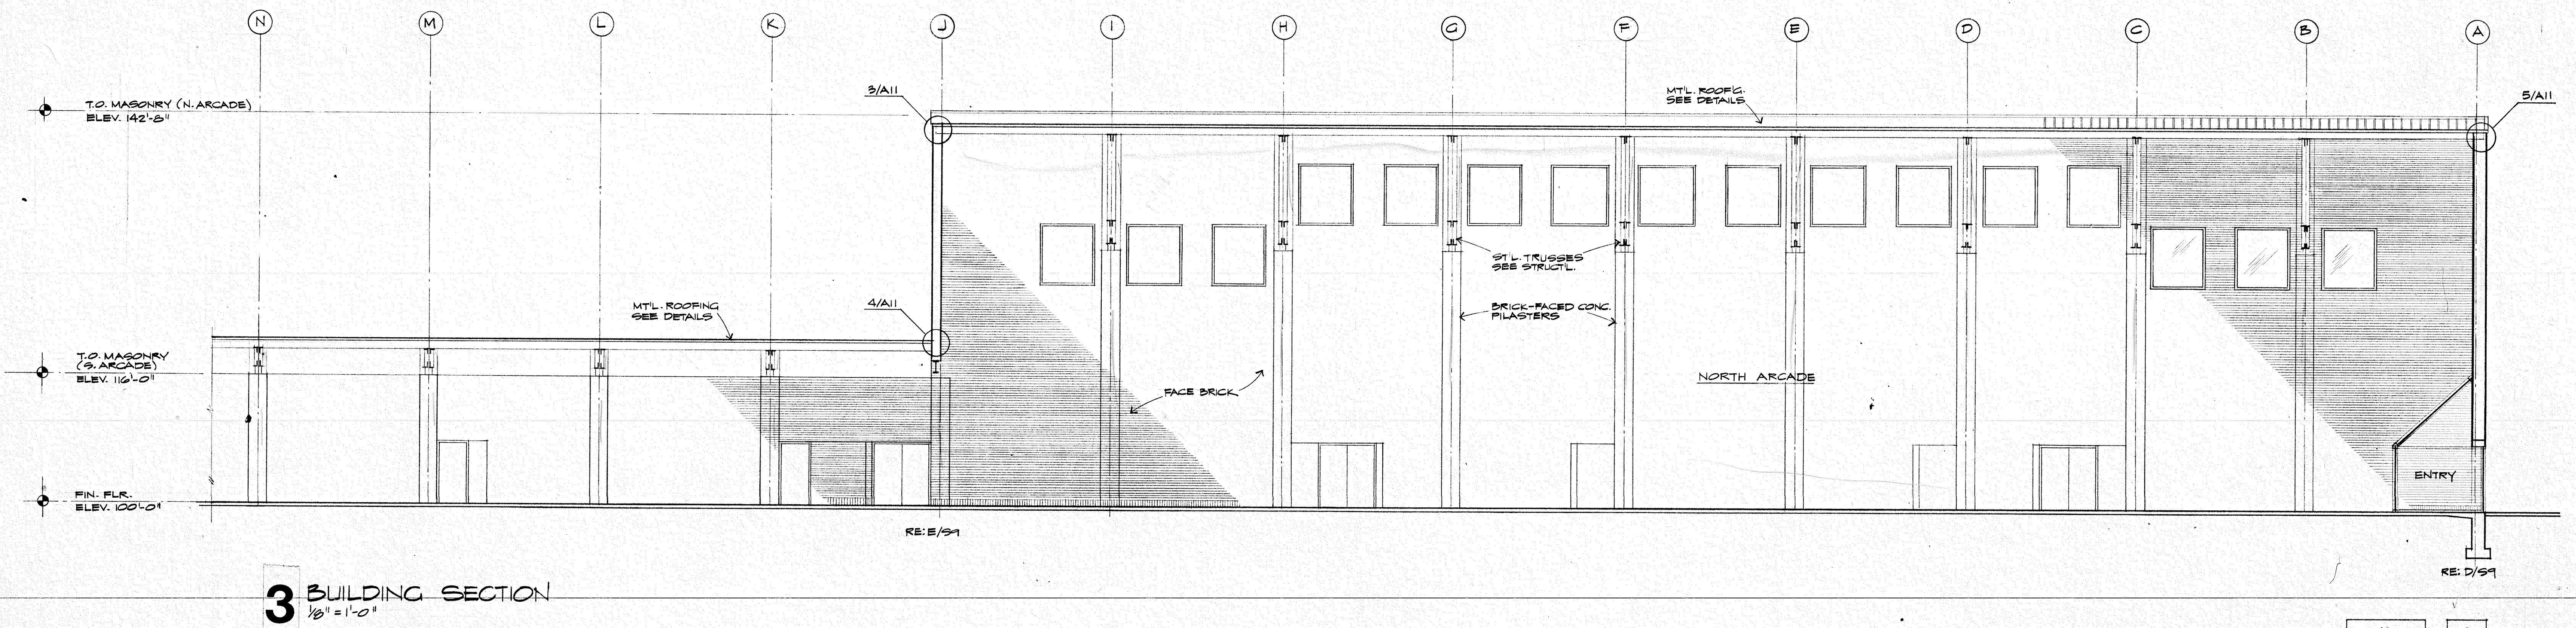 N M L K J I H G F E D C B A
T.O. MASONRY (N. ARCADE)
ELEV. 142'-8"
3/A11
MT'L. ROOF'G.
SEE DETAILS
5/A11
ST'L. TRUSSES
SEE STRUCT'L.
4/A11
MT'L. ROOFING
SEE DETAILS
BRICK-FACED CONC.
PILASTERS
T.O. MASONRY
(S. ARCADE)
ELEV. 116'-0"
NORTH ARCADE
FACE BRICK
ENTRY
FIN. FLR.
ELEV. 100'-0"
RE: E/S9
RE: D/S9
3 BUILDING SECTION
1/8" = 1'-0"